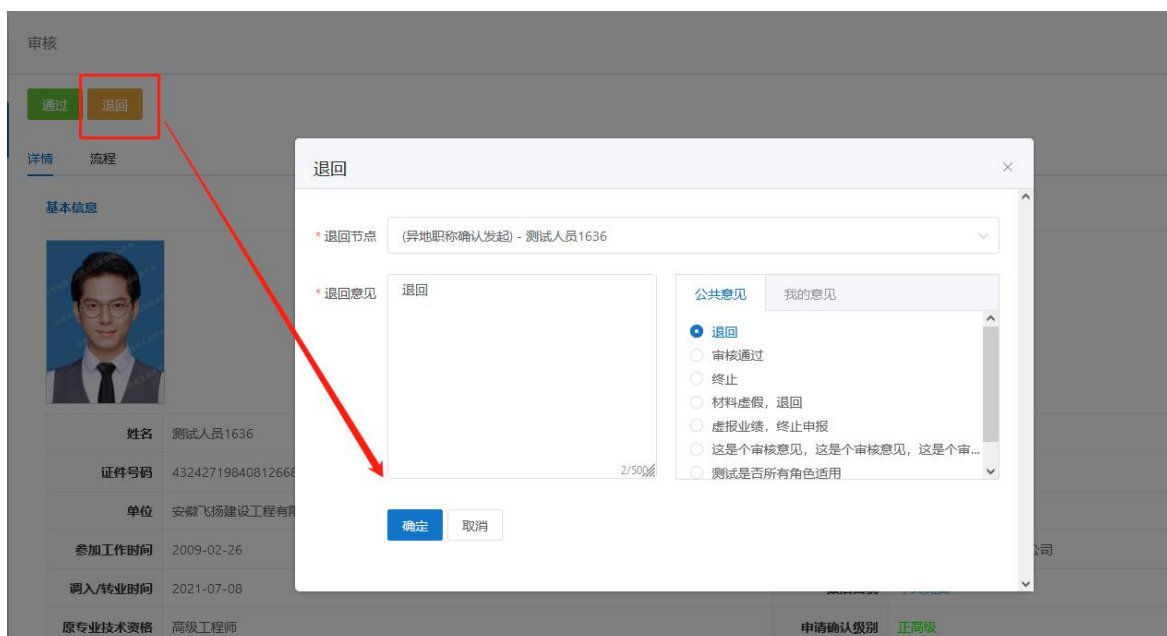 审核
通过
退回
详情
流程
基本信息
退回
* 退回节点
(异地职称确认发起) - 测试人员1636
* 退回意见
退回
2/500
公共意见
我的意见
退回
审核通过
终止
材料虚假，退回
虚报业绩，终止申报
这是个审核意见，这是个审核意见，这是个审...
测试是否所有角色适用
确定
取消
姓名
测试人员1636
证件号码
43242719840812668
单位
安徽飞扬建设工程有限
参加工作时间
2009-02-26
公司
调入/转业时间
2021-07-08
原专业技术资格
高级工程师
申请确认级别
正高级